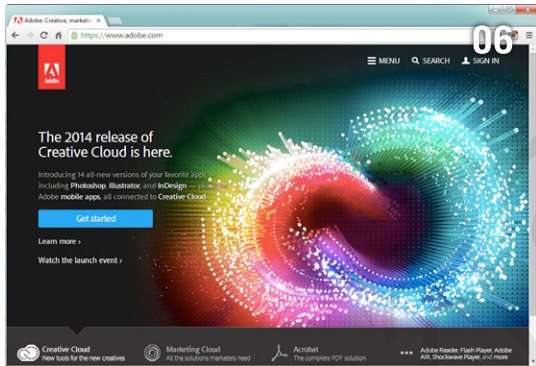 Adobe: Creative, marketin
https://www.adobe.com
06
MENU SEARCH SIGN IN
Adobe
The 2014 release of
Creative Cloud is here.
Introducing 14 all-new versions of your favorite apps
including Photoshop, Illustrator, and InDesign —
Adobe mobile apps, all connected to Creative Cloud
Get started
Learn more ›
Watch the launch event ›
Creative Cloud
New tools for the new creatives
Marketing Cloud
All the solutions marketers need
Acrobat
The complete PDF solution
Adobe Reader, Flash Player, Adobe
AIR, Shockwave Player, and more